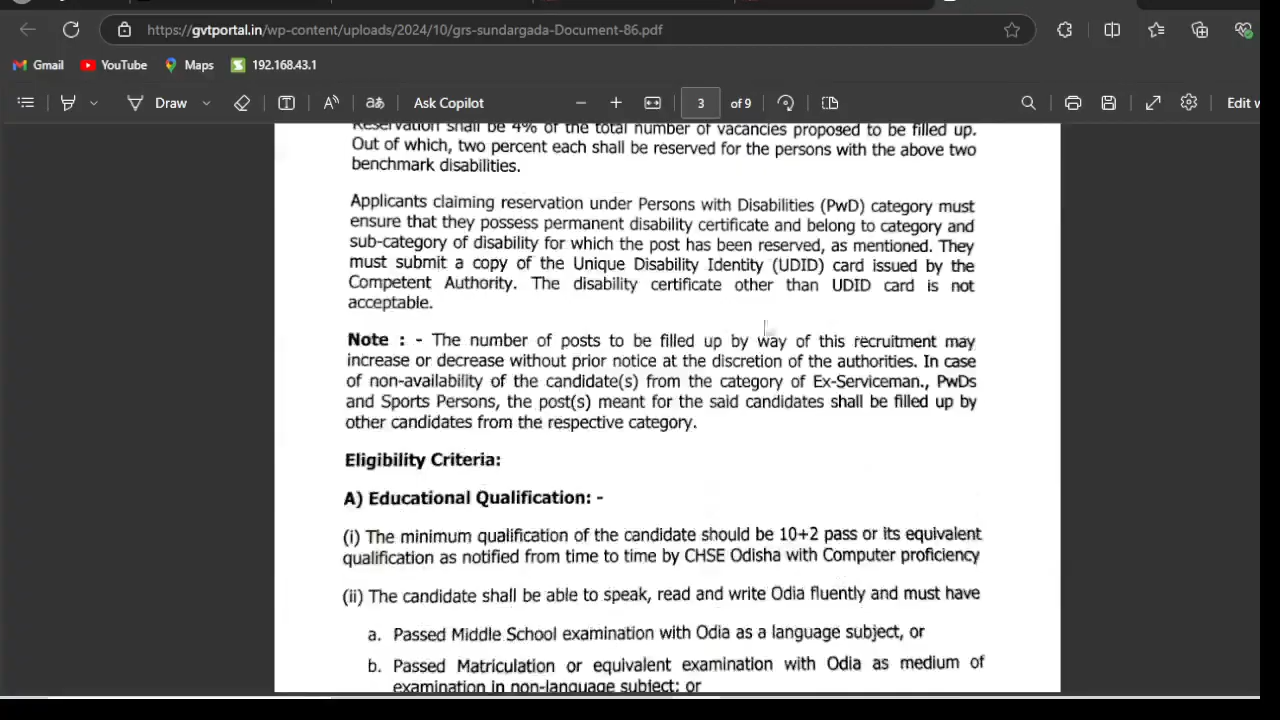 https://gvtportal.in/wp-content/uploads/2024/10/grs-sundargada-Document-86.pdf
Gmail YouTube Maps S 192.168.43.1
Draw A aあ Ask Copilot 3 of 9 Edit w
Reservation shall be 4% of the total number of vacancies proposed to be filled up.
Out of which, two percent each shall be reserved for the persons with the above two
benchmark disabilities.
Applicants claiming reservation under Persons with Disabilities (PwD) category must
ensure that they possess permanent disability certificate and belong to category and
sub-category of disability for which the post has been reserved, as mentioned. They
must submit a copy of the Unique Disability Identity (UDID) card issued by the
Competent Authority. The disability certificate other than UDID card is not
acceptable.
Note : - The number of posts to be filled up by way of this recruitment may
increase or decrease without prior notice at the discretion of the authorities. In case
of non-availability of the candidate(s) from the category of Ex-Serviceman., PwDs
and Sports Persons, the post(s) meant for the said candidates shall be filled up by
other candidates from the respective category.
Eligibility Criteria:
A) Educational Qualification: -
(i) The minimum qualification of the candidate should be 10+2 pass or its equivalent
qualification as notified from time to time by CHSE Odisha with Computer proficiency
(ii) The candidate shall be able to speak, read and write Odia fluently and must have
a. Passed Middle School examination with Odia as a language subject, or
b. Passed Matriculation or equivalent examination with Odia as medium of
examination in non-language subject; or